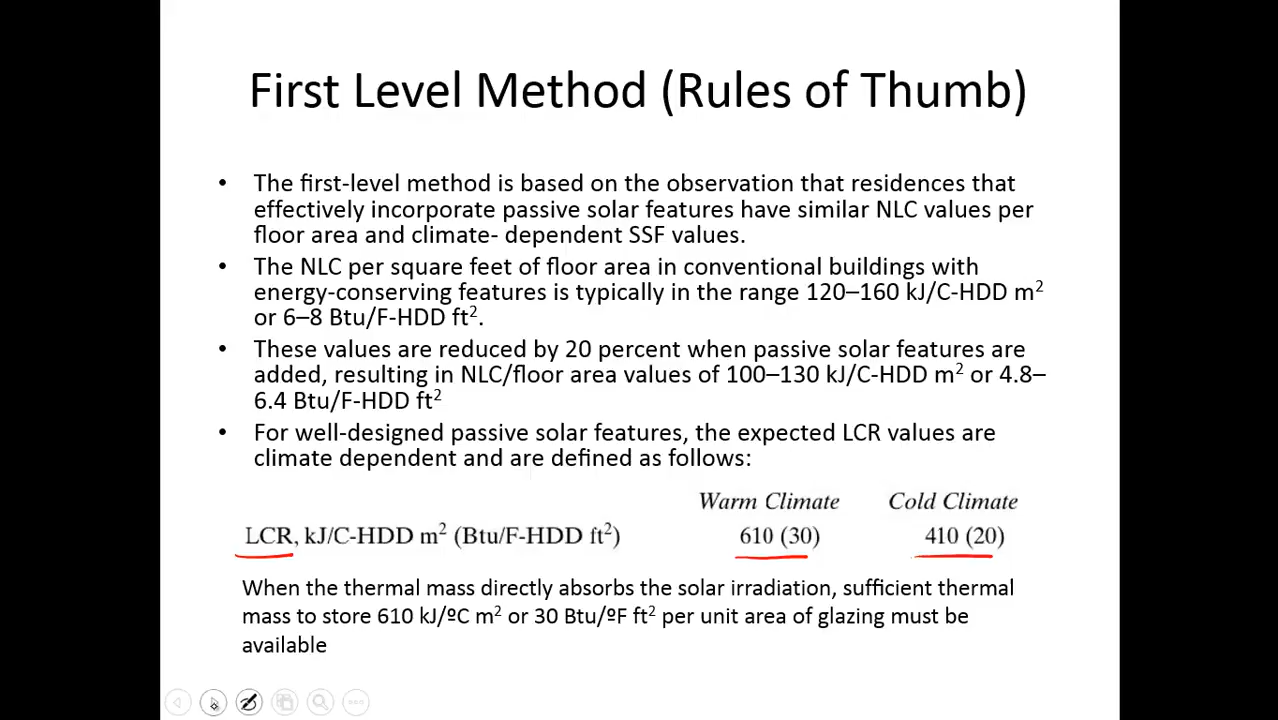 First Level Method (Rules of Thumb)
• The first-level method is based on the observation that residences that
effectively incorporate passive solar features have similar NLC values per
floor area and climate- dependent SSF values.
• The NLC per square feet of floor area in conventional buildings with
energy-conserving features is typically in the range 120–160 kJ/C-HDD m²
or 6–8 Btu/F-HDD ft².
• These values are reduced by 20 percent when passive solar features are
added, resulting in NLC/floor area values of 100–130 kJ/C-HDD m² or 4.8–
6.4 Btu/F-HDD ft²
• For well-designed passive solar features, the expected LCR values are
climate dependent and are defined as follows:
Warm Climate Cold Climate
LCR, kJ/C-HDD m² (Btu/F-HDD ft²) 610 (30) 410 (20)
When the thermal mass directly absorbs the solar irradiation, sufficient thermal
mass to store 610 kJ/ºC m² or 30 Btu/ºF ft² per unit area of glazing must be
available